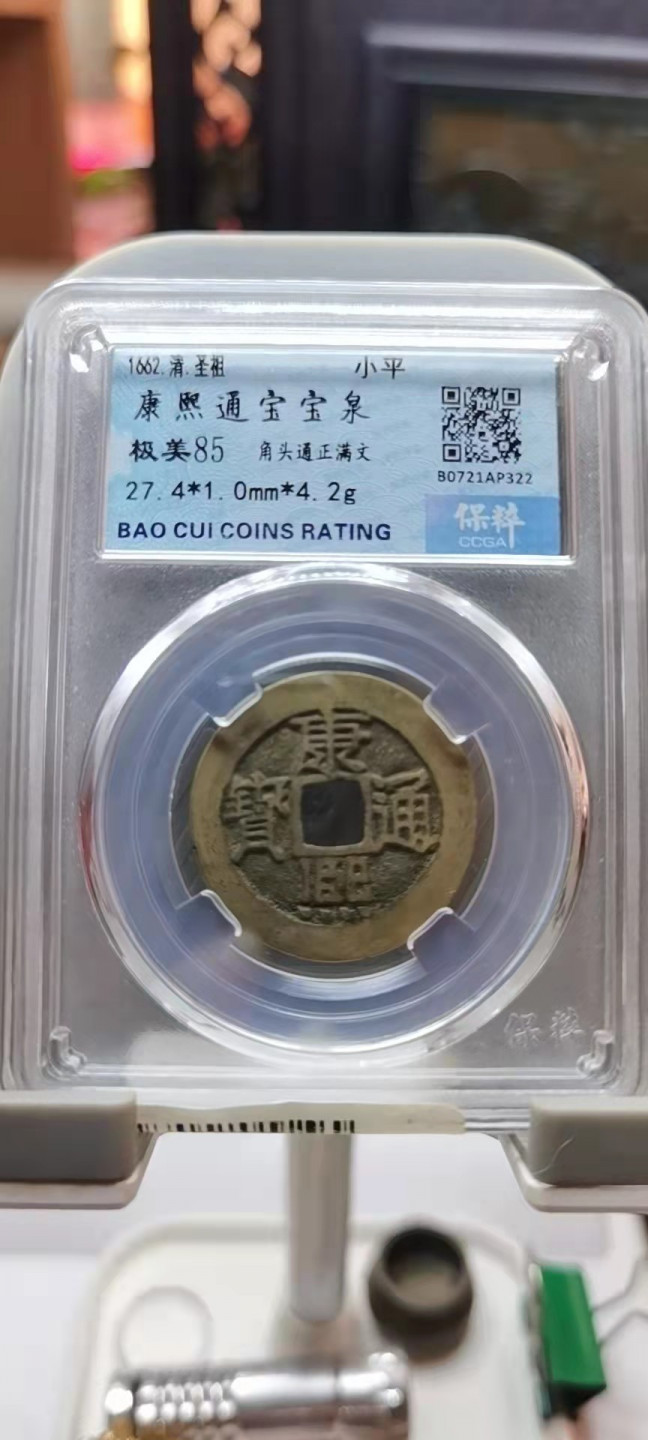 1662.清.圣祖 小平
康熙通宝宝泉
极美85 角头通正满文
B0721AP322
27.4*1.0mm*4.2g
BAO CUI COINS RATING
保粹
CCGA
康
寳 通
熙
保粹